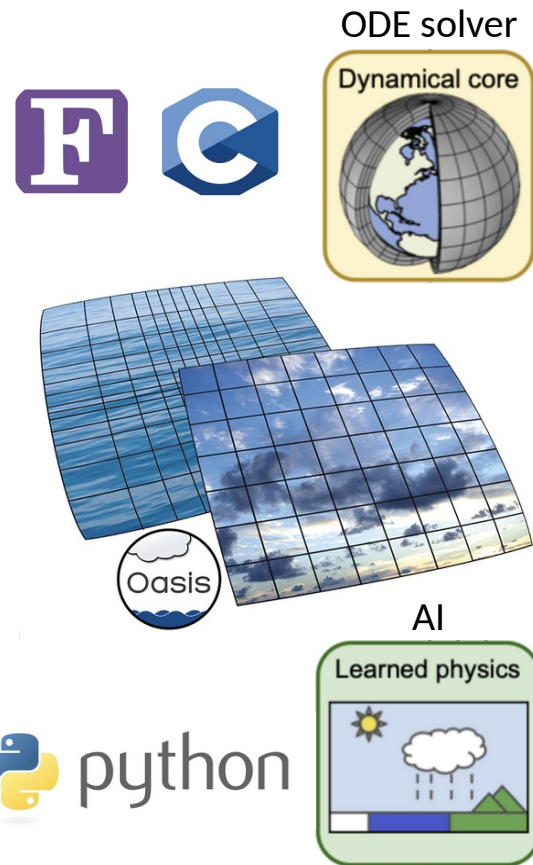 ODE solver
Dynamical core
F
C
Oasis
AI
Learned physics
python